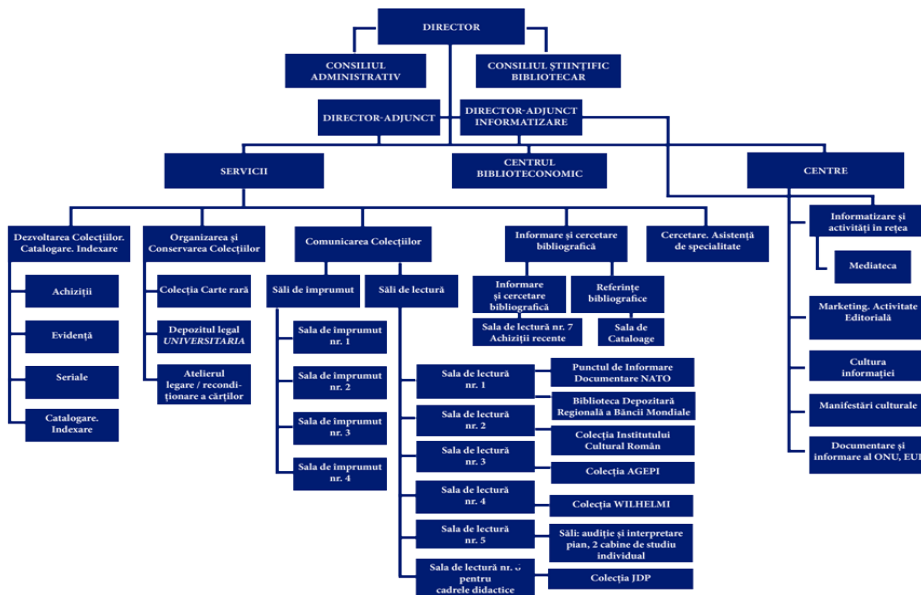 DIRECTOR
CONSILIUL
ADMINISTRATIV
CONSILIUL ȘTIINȚIFIC
BIBLIOTECAR
DIRECTOR-ADJUNCT
DIRECTOR-ADJUNCT
INFORMATIZARE
SERVICII
CENTRUL
BIBLIOTECONOMIC
CENTRE
Dezvoltarea Colecțiilor.
Catalogare. Indexare
Organizarea și
Conservarea Colecțiilor
Comunicarea Colecțiilor
Informare și cercetare
bibliografică
Cercetare. Asistență
de specialitate
Achiziții
Evidență
Seriale
Catalogare.
Indexare
Colecția Carte rară
Depozitul legal
UNIVERSITARIA
Atelierul
legare / recondi-
ționare a cărților
Săli de împrumut
Sala de împrumut
nr. 1
Sala de împrumut
nr. 2
Sala de împrumut
nr. 3
Sala de împrumut
nr. 4
Săli de lectură
Sala de lectură
nr. 1
Sala de lectură
nr. 2
Sala de lectură
nr. 3
Sala de lectură
nr. 4
Sala de lectură
nr. 5
Sala de lectură nr. 6
pentru
cadrele didactice
Punctul de Informare
Documentare NATO
Biblioteca Depozitară
Regională a Băncii Mondiale
Colecția Institutului
Cultural Român
Colecția AGEPI
Colecția WILHELMI
Săli: audiție și interpretare
pian, 2 cabine de studiu
individual
Colecția JDP
Informare
și cercetare
bibliografică
Sala de lectură nr. 7
Achiziții recente
Referințe
bibliografice
Sala de
Cataloage
Informatizare și
activități în rețea
Mediateca
Marketing. Activitate
Editorială
Cultura
informației
Manifestări culturale
Documentare și
informare al ONU, EUI